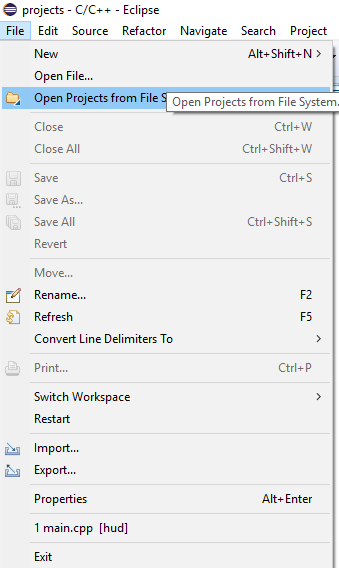 projects - C/C++ - Eclipse
File Edit Source Refactor Navigate Search Project
New Alt+Shift+N >
Open File...
Open Projects from File S
Open Projects from File System.
Close Ctrl+W
Close All Ctrl+Shift+W
Save Ctrl+S
Save As...
Save All Ctrl+Shift+S
Revert
Move...
Rename... F2
Refresh F5
Convert Line Delimiters To >
Print... Ctrl+P
Switch Workspace >
Restart
Import...
Export...
Properties Alt+Enter
1 main.cpp [hud]
Exit